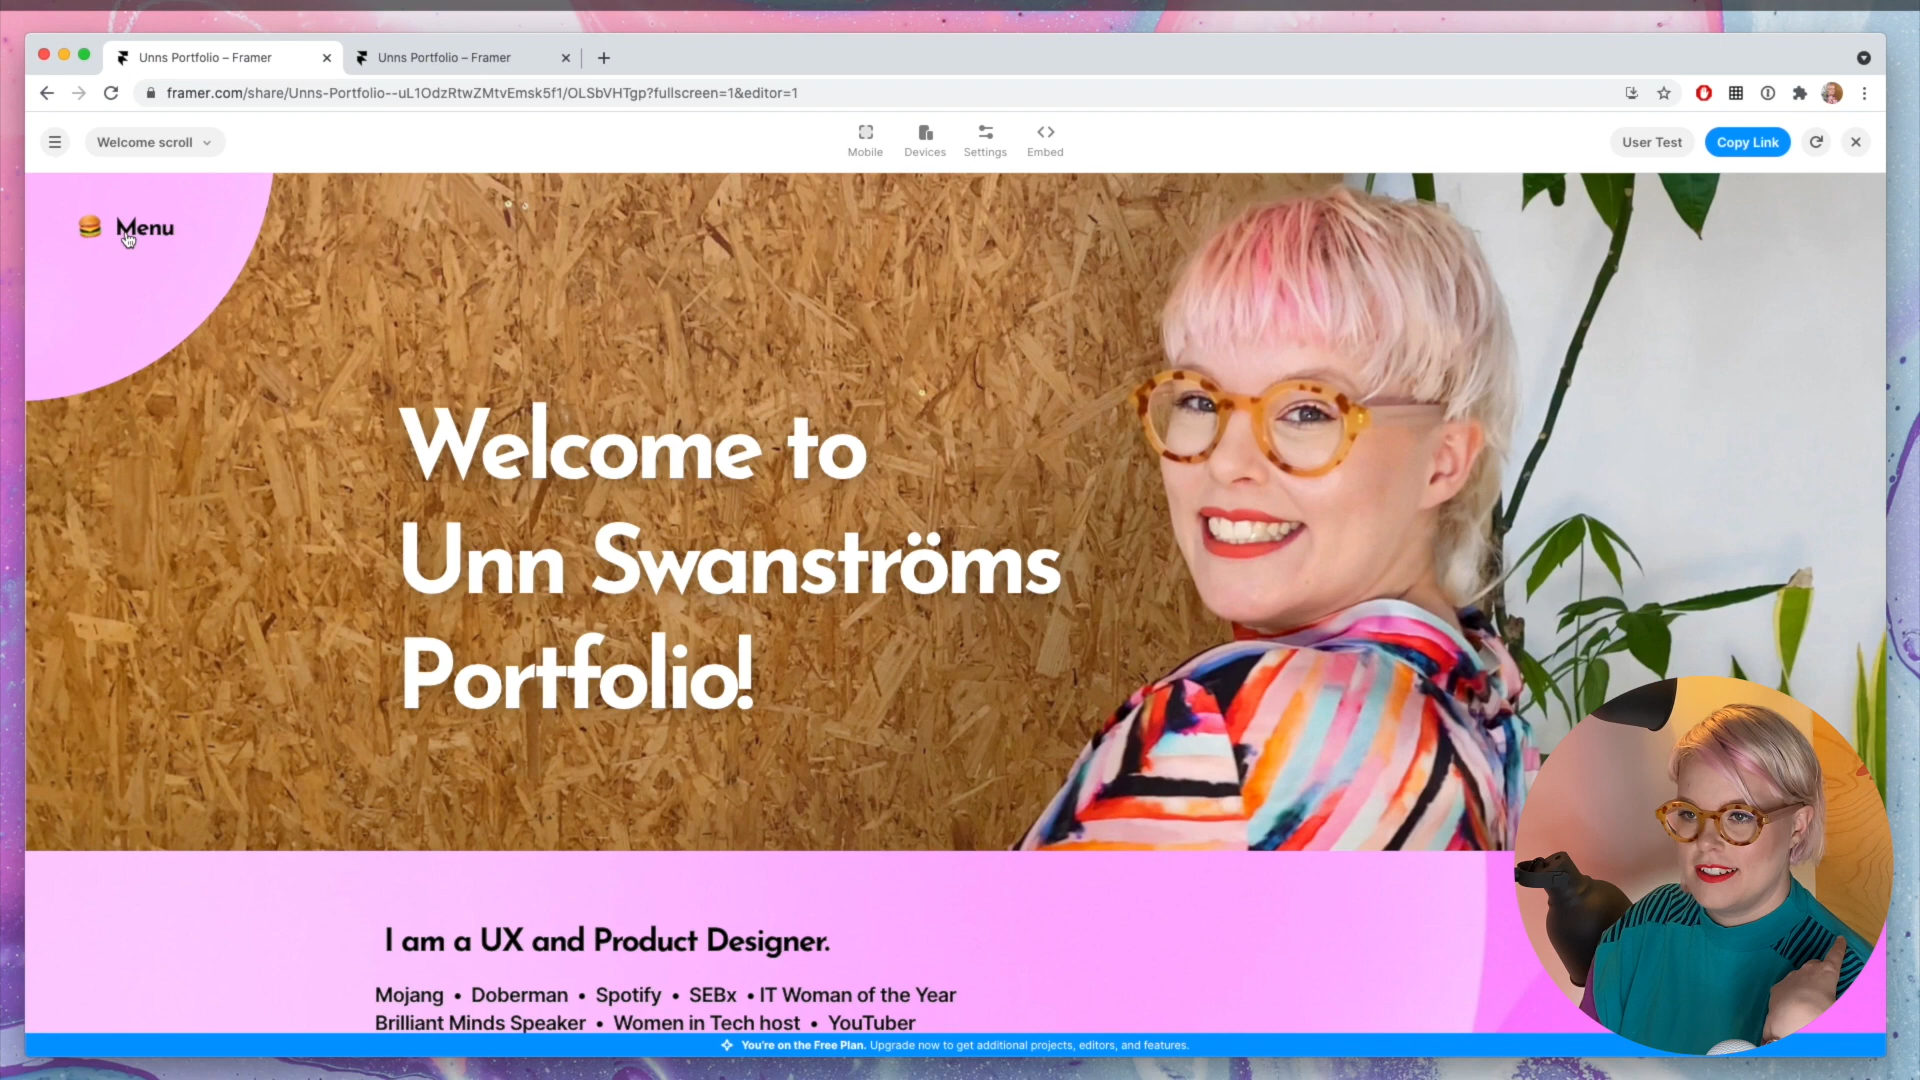 Unns Portfolio – Framer
Unns Portfolio – Framer
framer.com/share/Unns-Portfolio--uL1OdzRtwZMtvEmsk5f1/OLSbVHTgp?fullscreen=1&editor=1
Welcome scroll
Mobile
Devices
Settings
Embed
User Test
Copy Link
🍔 Menu
Welcome to
Unn Swanströms
Portfolio!
I am a UX and Product Designer.
Mojang • Doberman • Spotify • SEBx • IT Woman of the Year
Brilliant Minds Speaker • Women in Tech host • YouTuber
You're on the Free Plan. Upgrade now to get additional projects, editors, and features.